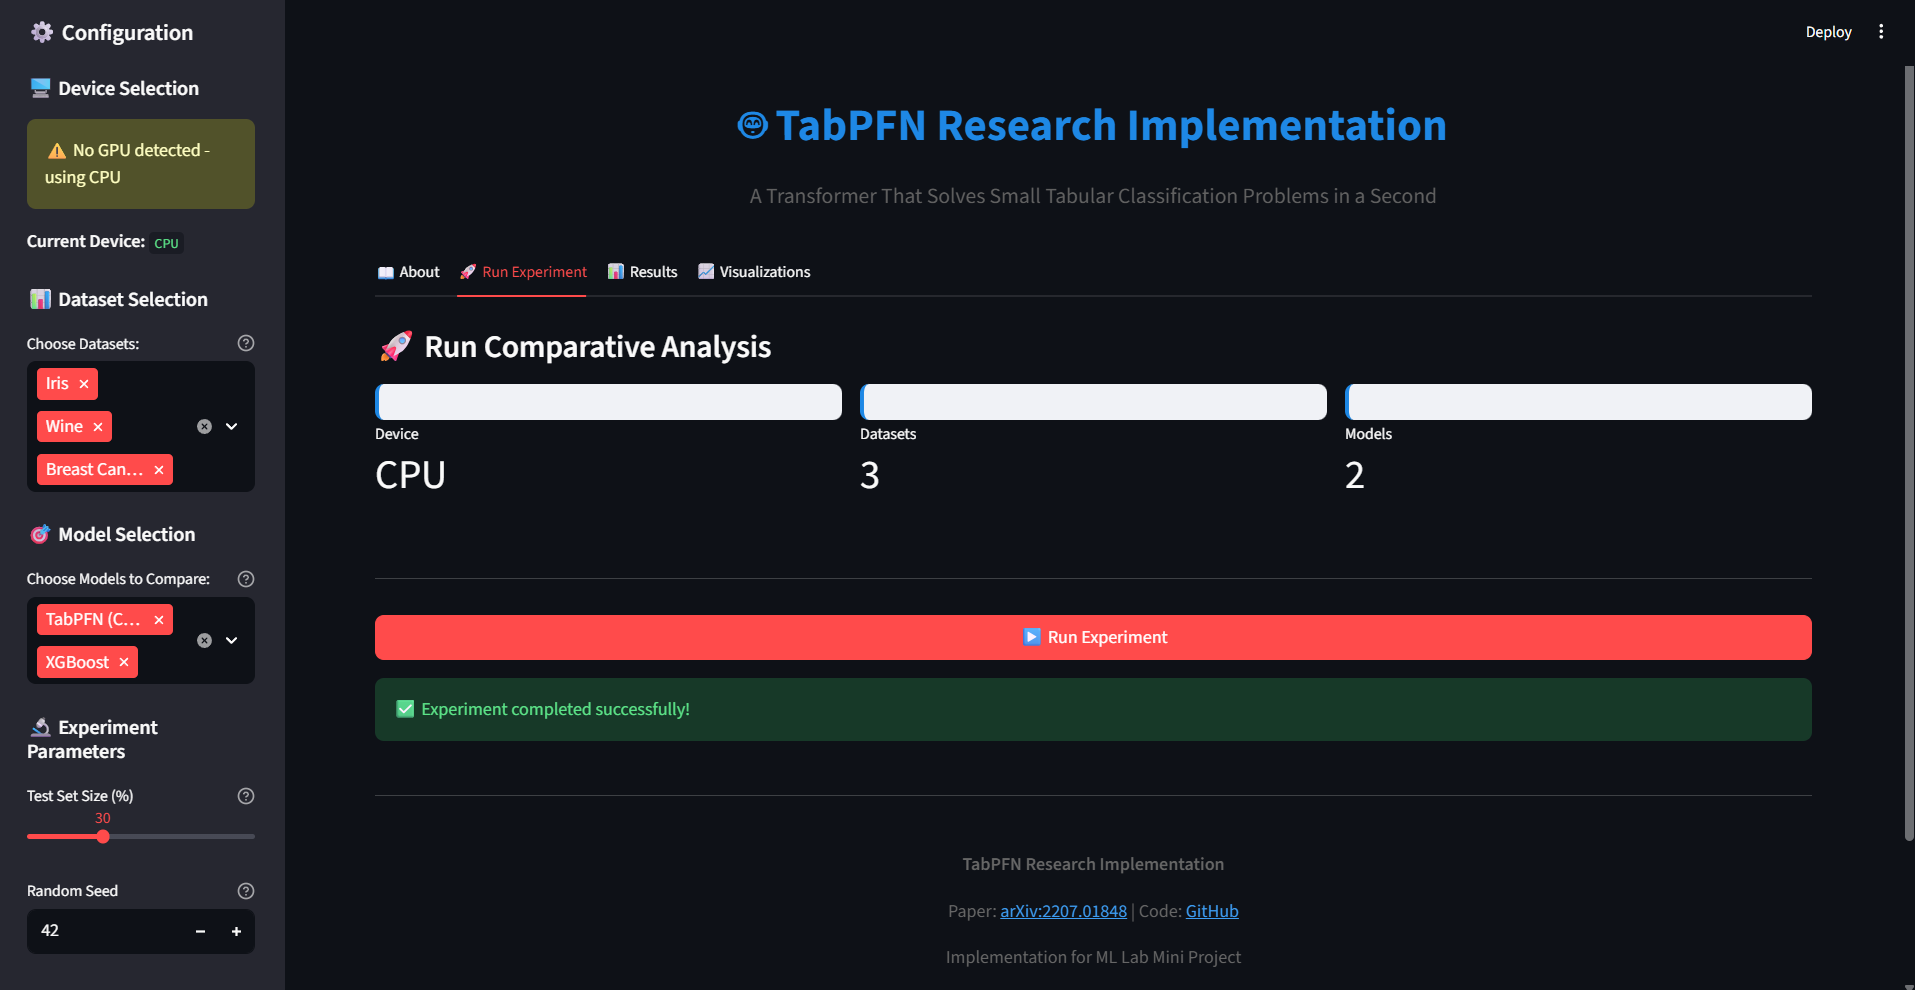 Configuration
Device Selection
No GPU detected -
using CPU
Current Device: CPU
Dataset Selection
Choose Datasets:
Iris
Wine
Breast Can...
Model Selection
Choose Models to Compare:
TabPFN (C...
XGBoost
Experiment
Parameters
Test Set Size (%)
30
Random Seed
42
Deploy
TabPFN Research Implementation
A Transformer That Solves Small Tabular Classification Problems in a Second
About Run Experiment Results Visualizations
Run Comparative Analysis
Device Datasets Models
CPU 3 2
Run Experiment
Experiment completed successfully!
TabPFN Research Implementation
Paper: arXiv:2207.01848 | Code: GitHub
Implementation for ML Lab Mini Project